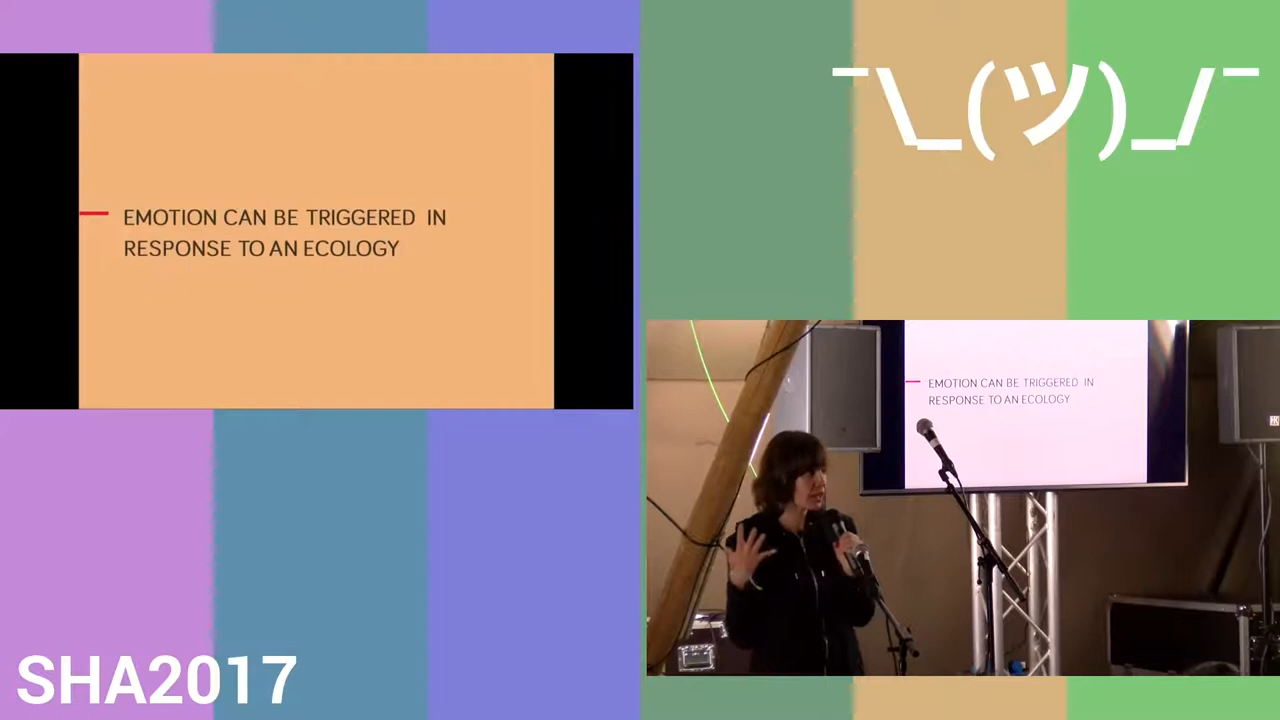 ¯\_(ツ)_/¯
EMOTION CAN BE TRIGGERED IN
RESPONSE TO AN ECOLOGY
EMOTION CAN BE TRIGGERED IN
RESPONSE TO AN ECOLOGY
SHA2017